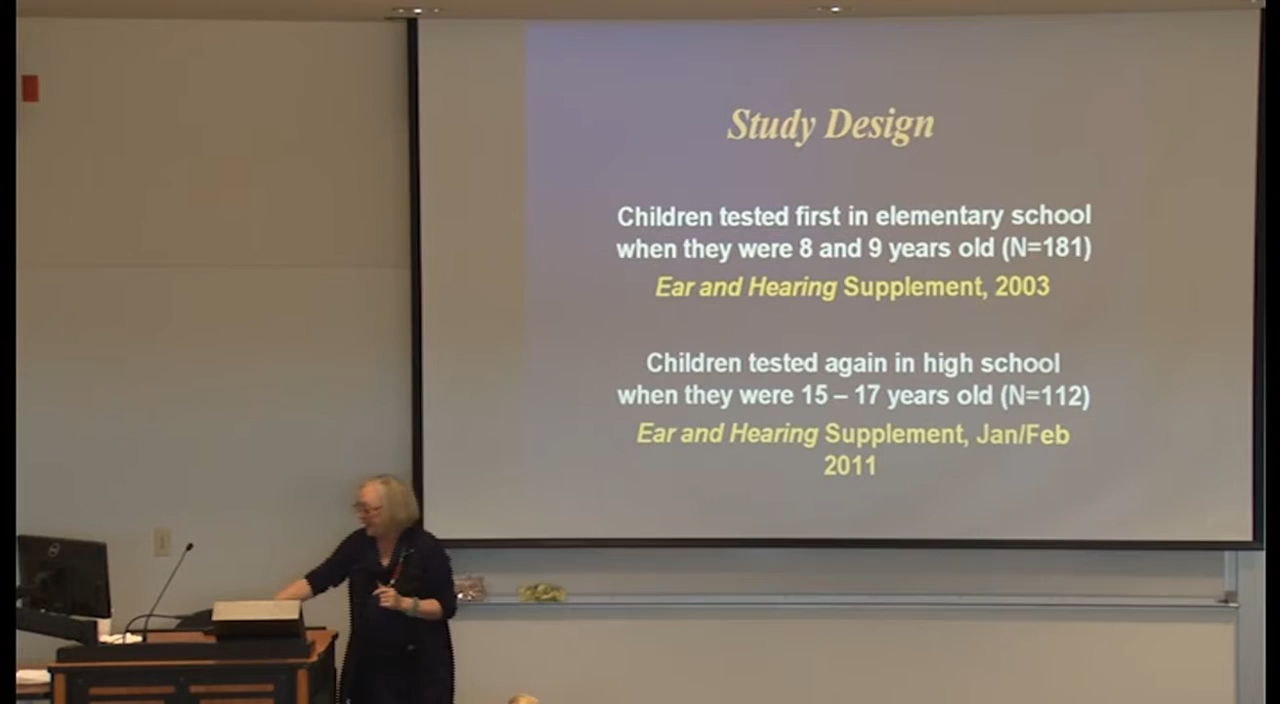 Study Design
Children tested first in elementary school
when they were 8 and 9 years old (N=181)
Ear and Hearing Supplement, 2003
Children tested again in high school
when they were 15 – 17 years old (N=112)
Ear and Hearing Supplement, Jan/Feb
2011